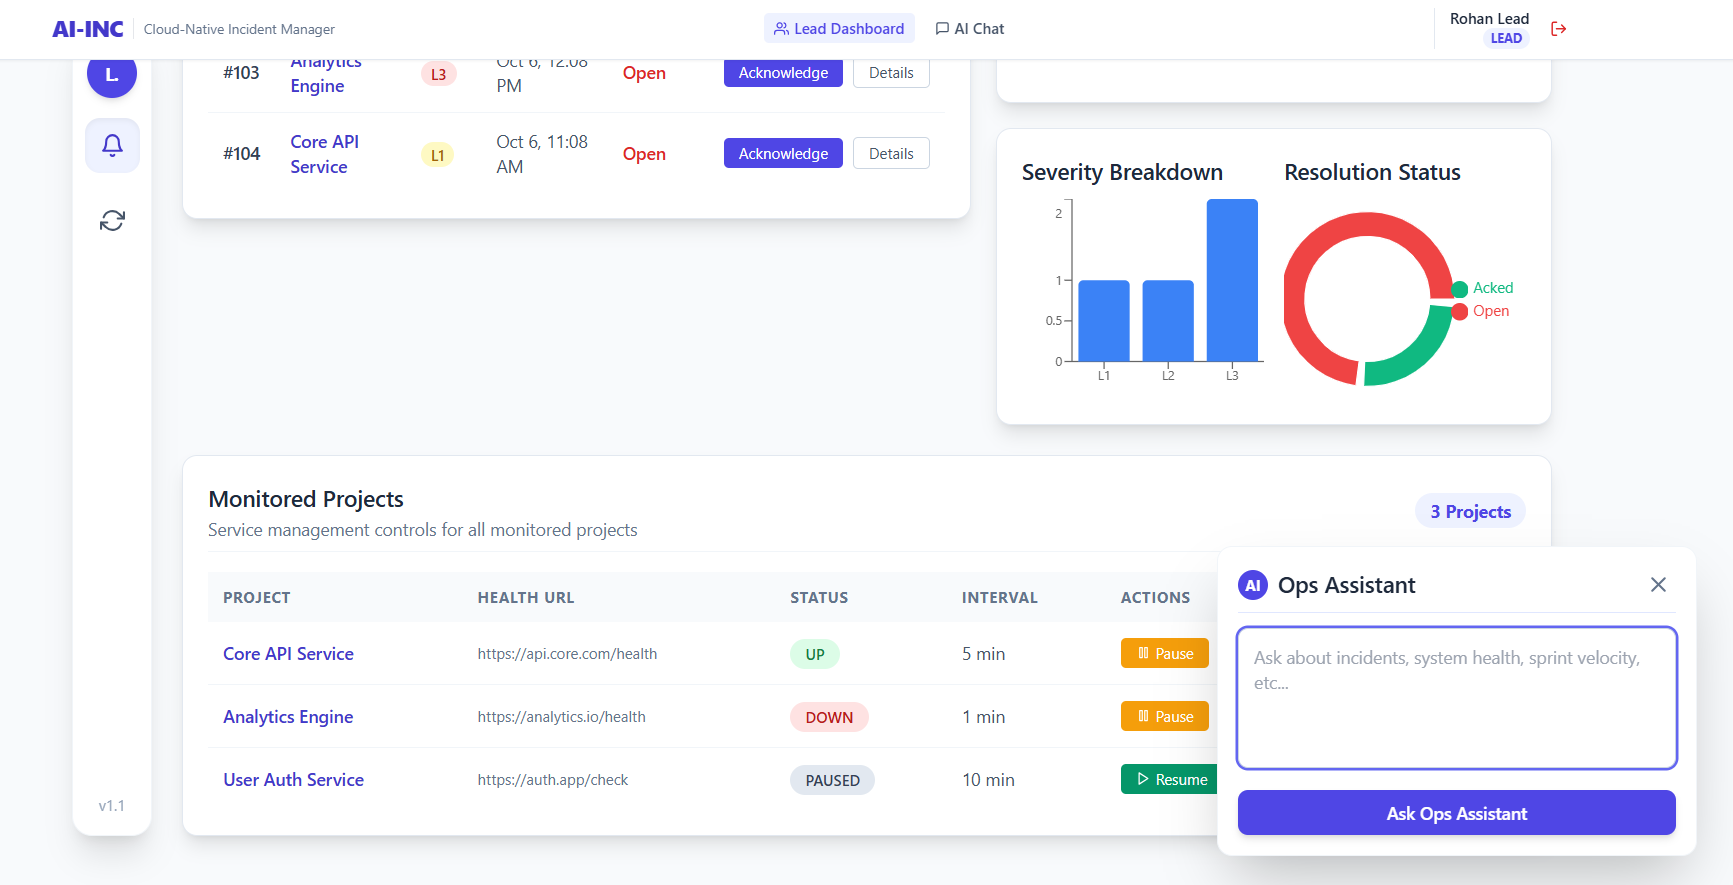 AI-INC
Cloud-Native Incident Manager
Lead Dashboard
AI Chat
Rohan Lead
LEAD
L.
v1.1
#103
Analytics
Engine
L3
Oct 6, 12:08
PM
Open
Acknowledge
Details
#104
Core API
Service
L1
Oct 6, 11:08
AM
Open
Acknowledge
Details
Severity Breakdown
2
1
0.5
0
L1
L2
L3
Resolution Status
Acked
Open
Monitored Projects
Service management controls for all monitored projects
3 Projects
PROJECT HEALTH URL STATUS INTERVAL ACTIONS
Core API Service https://api.core.com/health UP 5 min Pause
Analytics Engine https://analytics.io/health DOWN 1 min Pause
User Auth Service https://auth.app/check PAUSED 10 min Resume
AI Ops Assistant
Ask about incidents, system health, sprint velocity,
etc...
Ask Ops Assistant